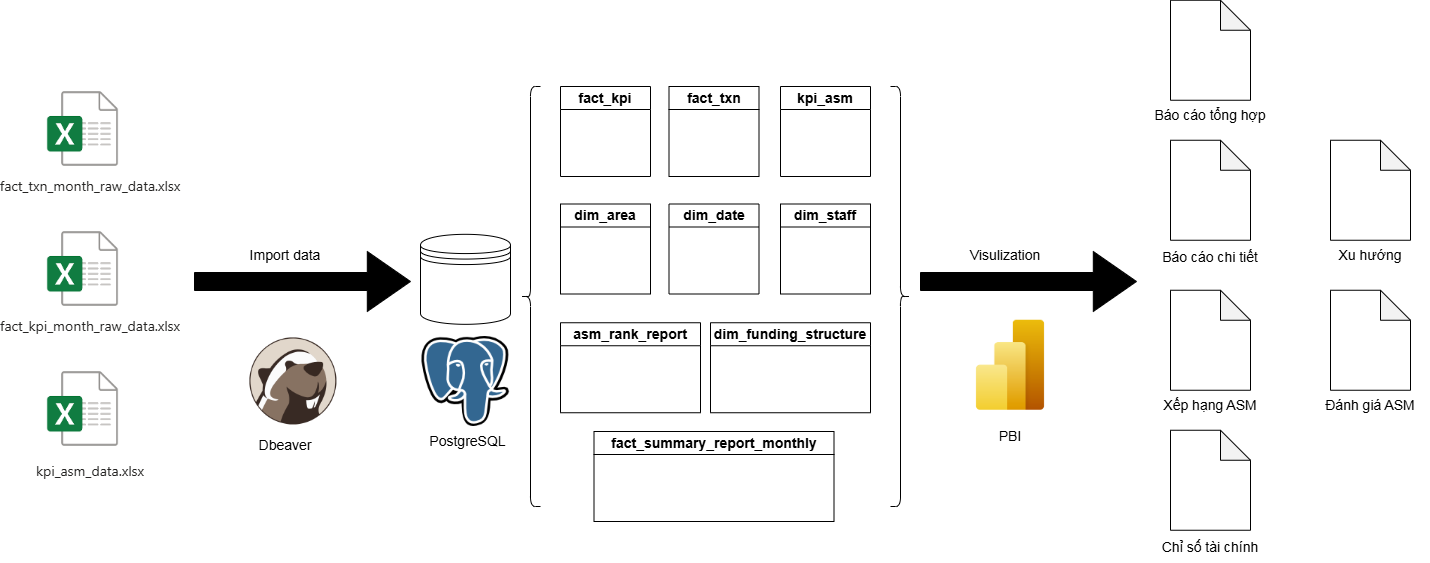 X
fact_txn_month_raw_data.xlsx
X
fact_kpi_month_raw_data.xlsx
X
kpi_asm_data.xlsx
Import data
Dbeaver
PostgreSQL
fact_kpi
fact_txn
kpi_asm
dim_area
dim_date
dim_staff
asm_rank_report
dim_funding_structure
fact_summary_report_monthly
Visulization
PBI
Báo cáo tổng hợp
Báo cáo chi tiết
Xu hướng
Xếp hạng ASM
Đánh giá ASM
Chỉ số tài chính